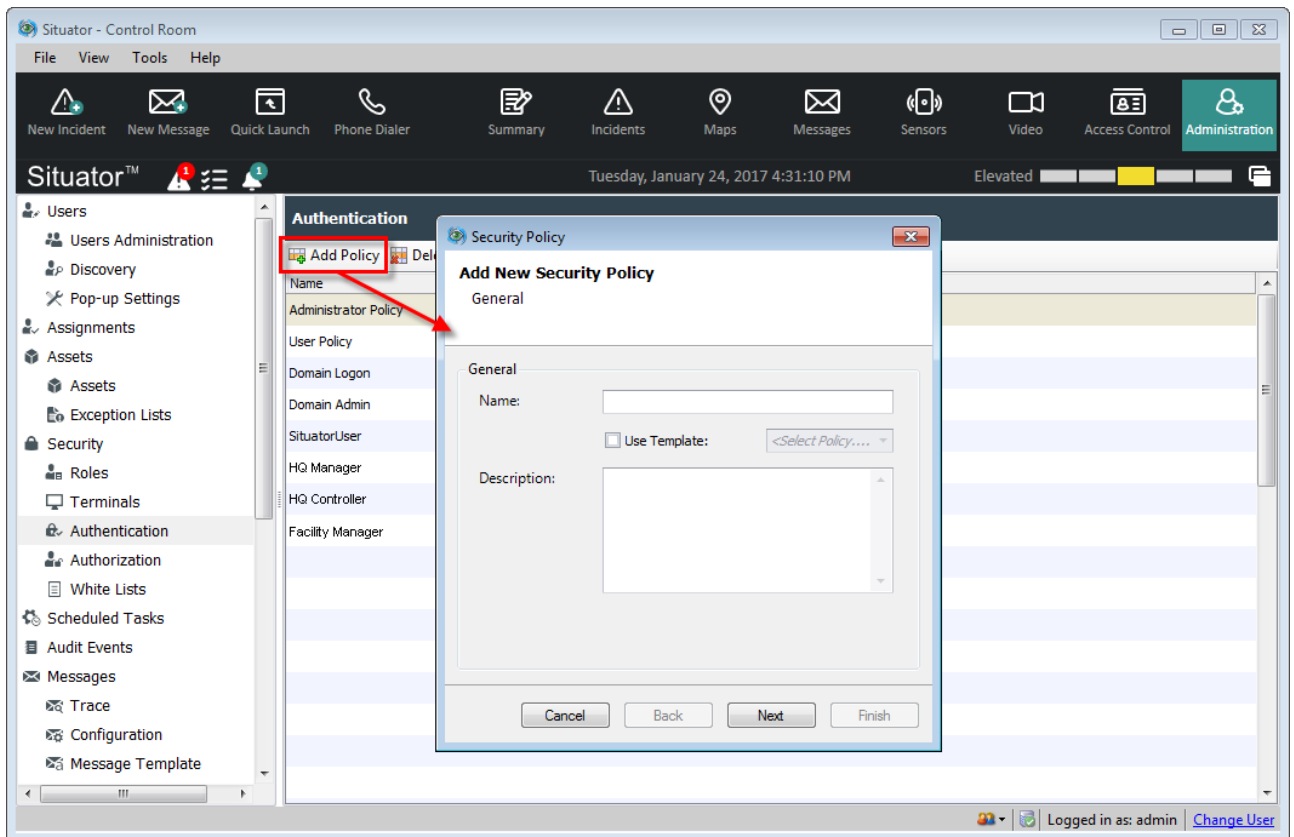 Situator - Control Room
File View Tools Help
New Incident New Message Quick Launch Phone Dialer Summary Incidents Maps Messages Sensors Video Access Control Administration
Situator™ 1 1 Tuesday, January 24, 2017 4:31:10 PM Elevated
Users
Users Administration
Discovery
Pop-up Settings
Assignments
Assets
Assets
Exception Lists
Security
Roles
Terminals
Authentication
Authorization
White Lists
Scheduled Tasks
Audit Events
Messages
Trace
Configuration
Message Template
Authentication
Add Policy Del
Name
Administrator Policy
User Policy
Domain Logon
Domain Admin
SituatorUser
HQ Manager
HQ Controller
Facility Manager
Security Policy
Add New Security Policy
General
General
Name:
Use Template: <Select Policy....
Description:
Cancel Back Next Finish
Logged in as: admin Change User